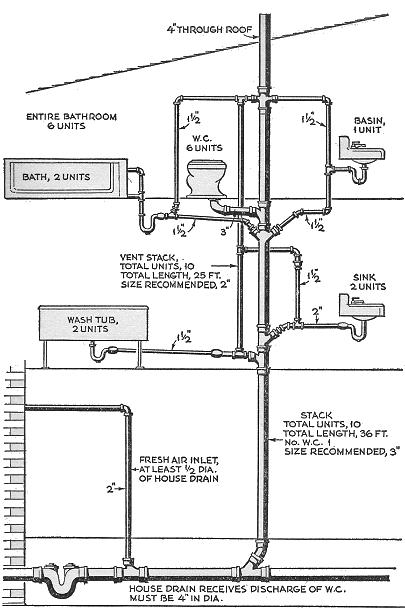 4" THROUGH ROOF
ENTIRE BATHROOM
6 UNITS
1½"
W.C.
6 UNITS
1½"
BASIN,
1 UNIT
BATH, 2 UNITS
1½"
3"
1½"
VENT STACK,
TOTAL UNITS, 10
TOTAL LENGTH, 25 FT.
SIZE RECOMMENDED, 2"
1½"
SINK
2 UNITS
2"
WASH TUB,
2 UNITS
1½"
STACK
TOTAL UNITS, 10
TOTAL LENGTH, 36 FT.
NO. W.C. 1
SIZE RECOMMENDED, 3"
FRESH AIR INLET,
AT LEAST ½ DIA.
OF HOUSE DRAIN
2"
HOUSE DRAIN RECEIVES DISCHARGE OF W.C.
MUST BE 4" IN DIA.